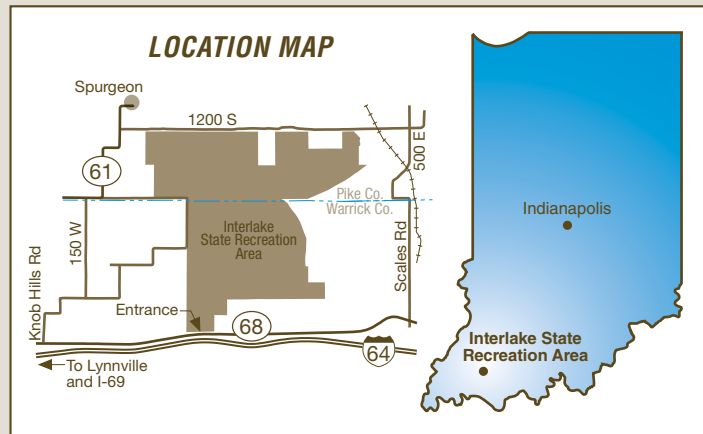 LOCATION MAP
Spurgeon
1200 S
500 E
61
Pike Co.
Warrick Co.
150 W
Interlake
State Recreation
Area
Knob Hills Rd
Scales Rd
Entrance
68
64
To Lynnville
and I-69
Indianapolis
Interlake State
Recreation Area